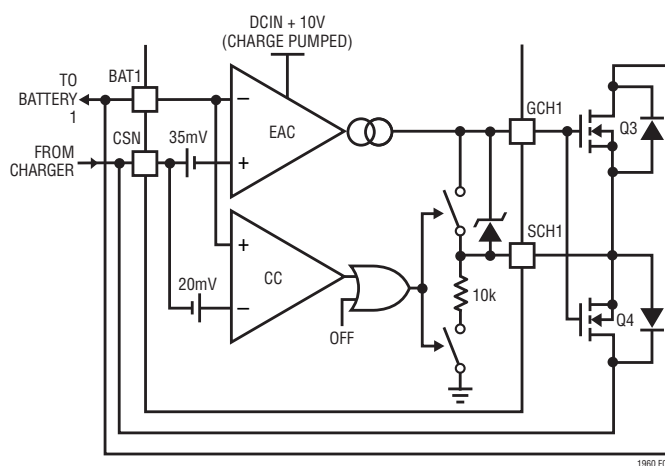 DCIN + 10V
(CHARGE PUMPED)
TO
BATTERY
1
BAT1
CSN
FROM
CHARGER
35mV
–
EAC
+
GCH1
Q3
SCH1
+
CC
–
20mV
OFF
10k
Q4